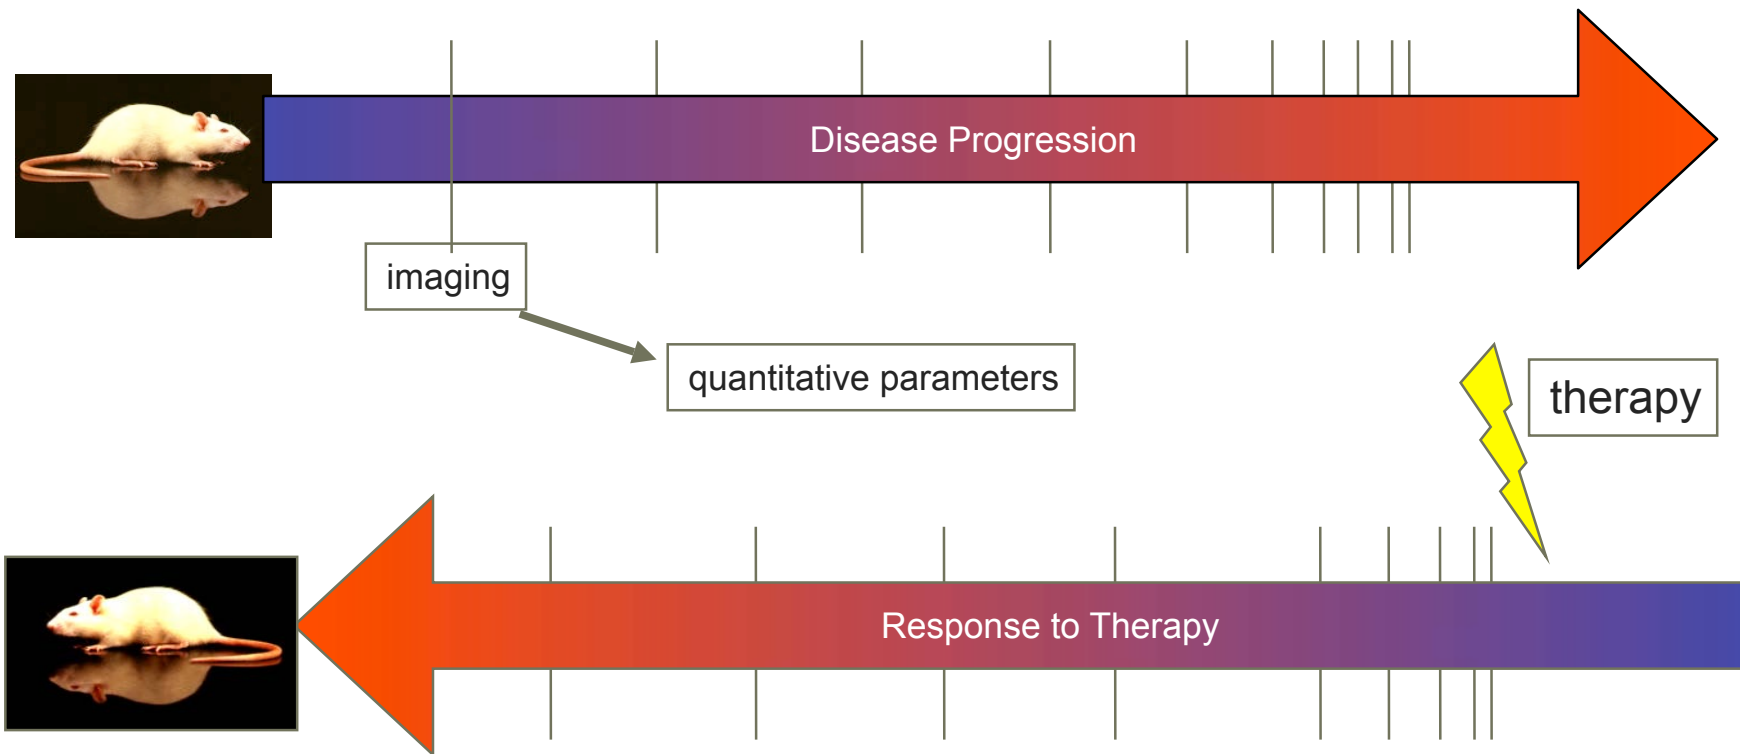 Disease Progression
imaging
quantitative parameters
therapy
Response to Therapy